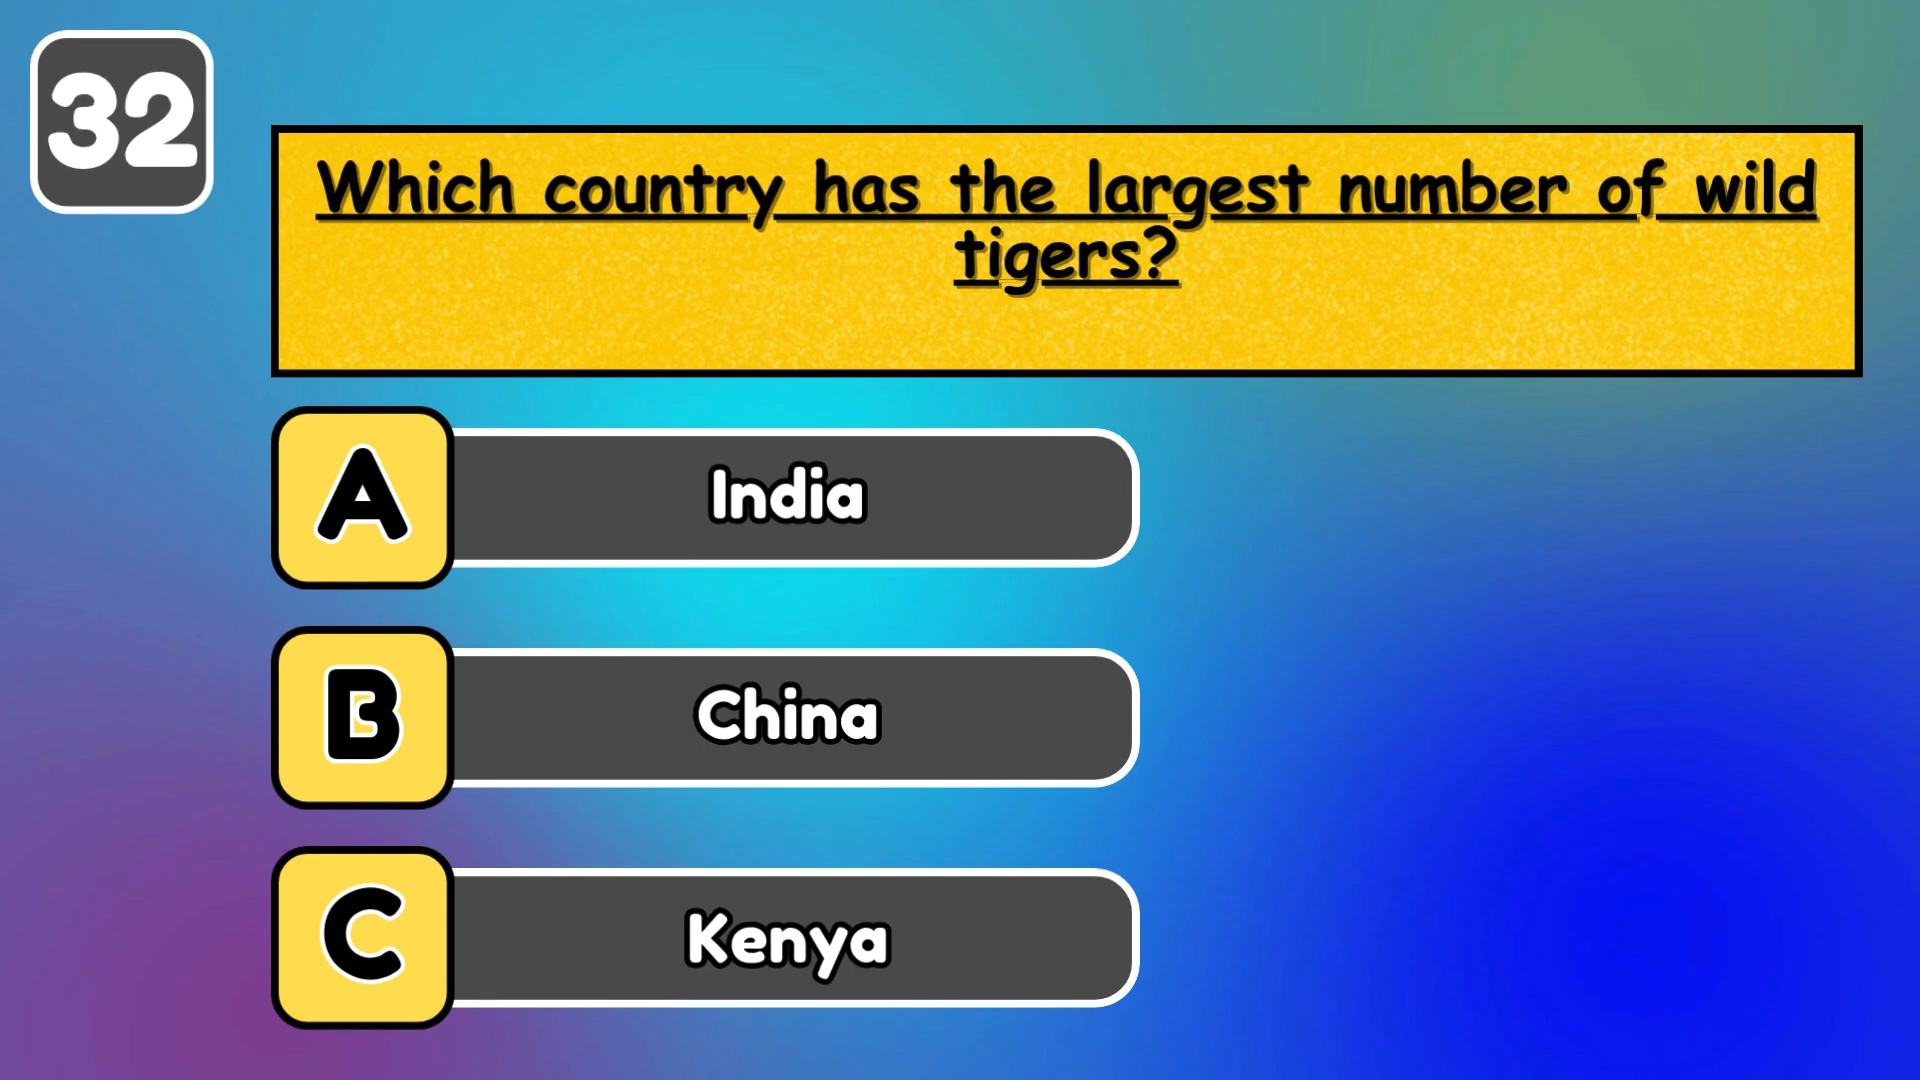 32
Which country has the largest number of wild
tigers?
A
India
B
China
C
Kenya